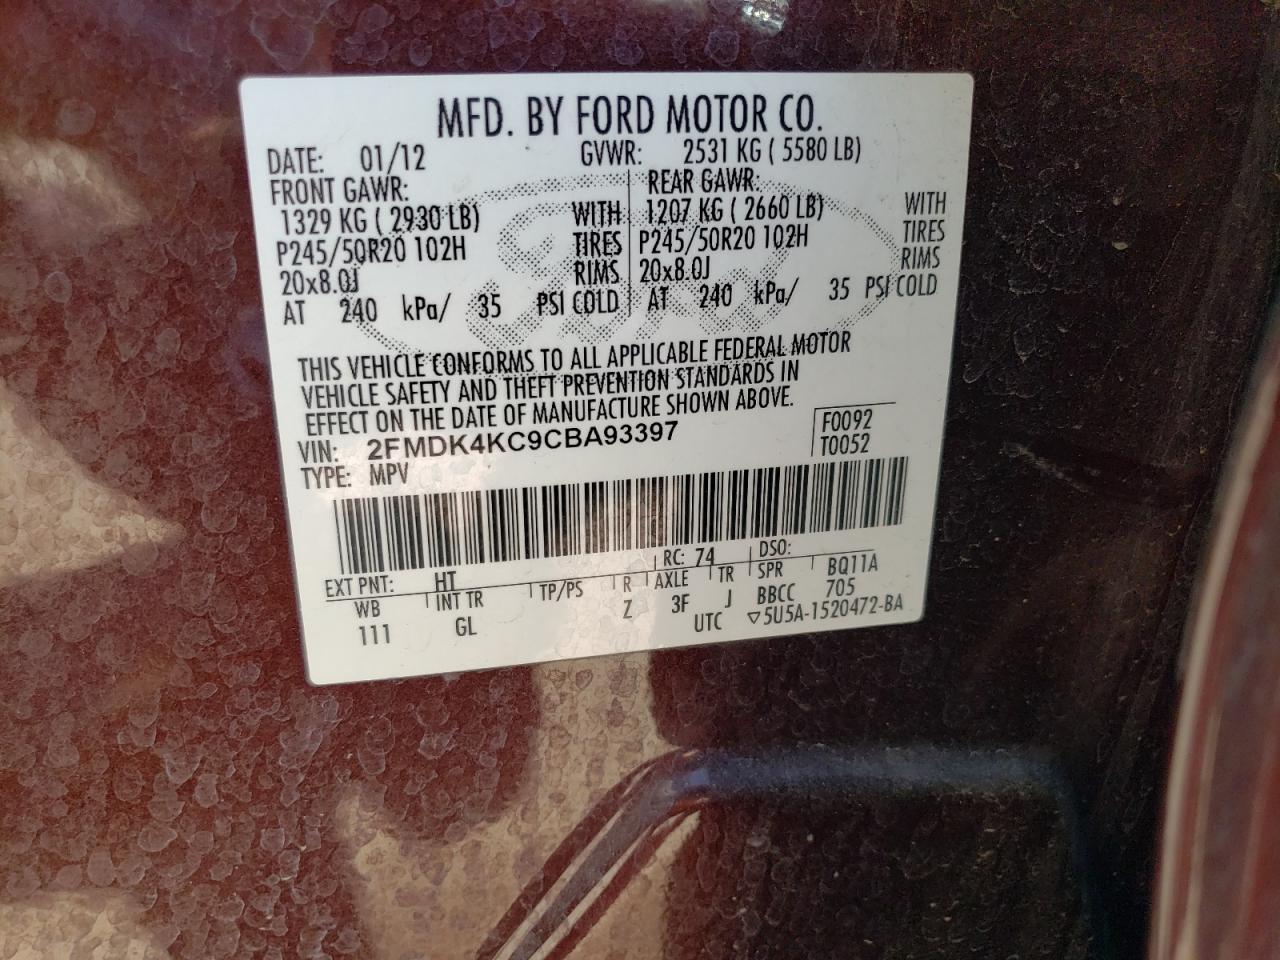 MFD. BY FORD MOTOR CO.
DATE: 01/12 GVWR: 2531 KG ( 5580 LB)
FRONT GAWR: REAR GAWR:
1329 KG ( 2930 LB) WITH 1207 KG ( 2660 LB) WITH
P245/50R20 102H TIRES P245/50R20 102H TIRES
20x8.0J RIMS 20x8.0J RIMS
AT 240 kPa/ 35 PSI COLD AT 240 kPa/ 35 PSI COLD
THIS VEHICLE CONFORMS TO ALL APPLICABLE FEDERAL MOTOR
VEHICLE SAFETY AND THEFT PREVENTION STANDARDS IN
EFFECT ON THE DATE OF MANUFACTURE SHOWN ABOVE.
VIN: 2FMDK4KC9CBA93397 F0092
TYPE: MPV T0052
EXT PNT: HT RC: 74 DSO:
WB INT TR TP/PS R AXLE TR SPR BQ11A
111 GL Z 3F J BBCC 705
UTC ▽5U5A-1520472-BA